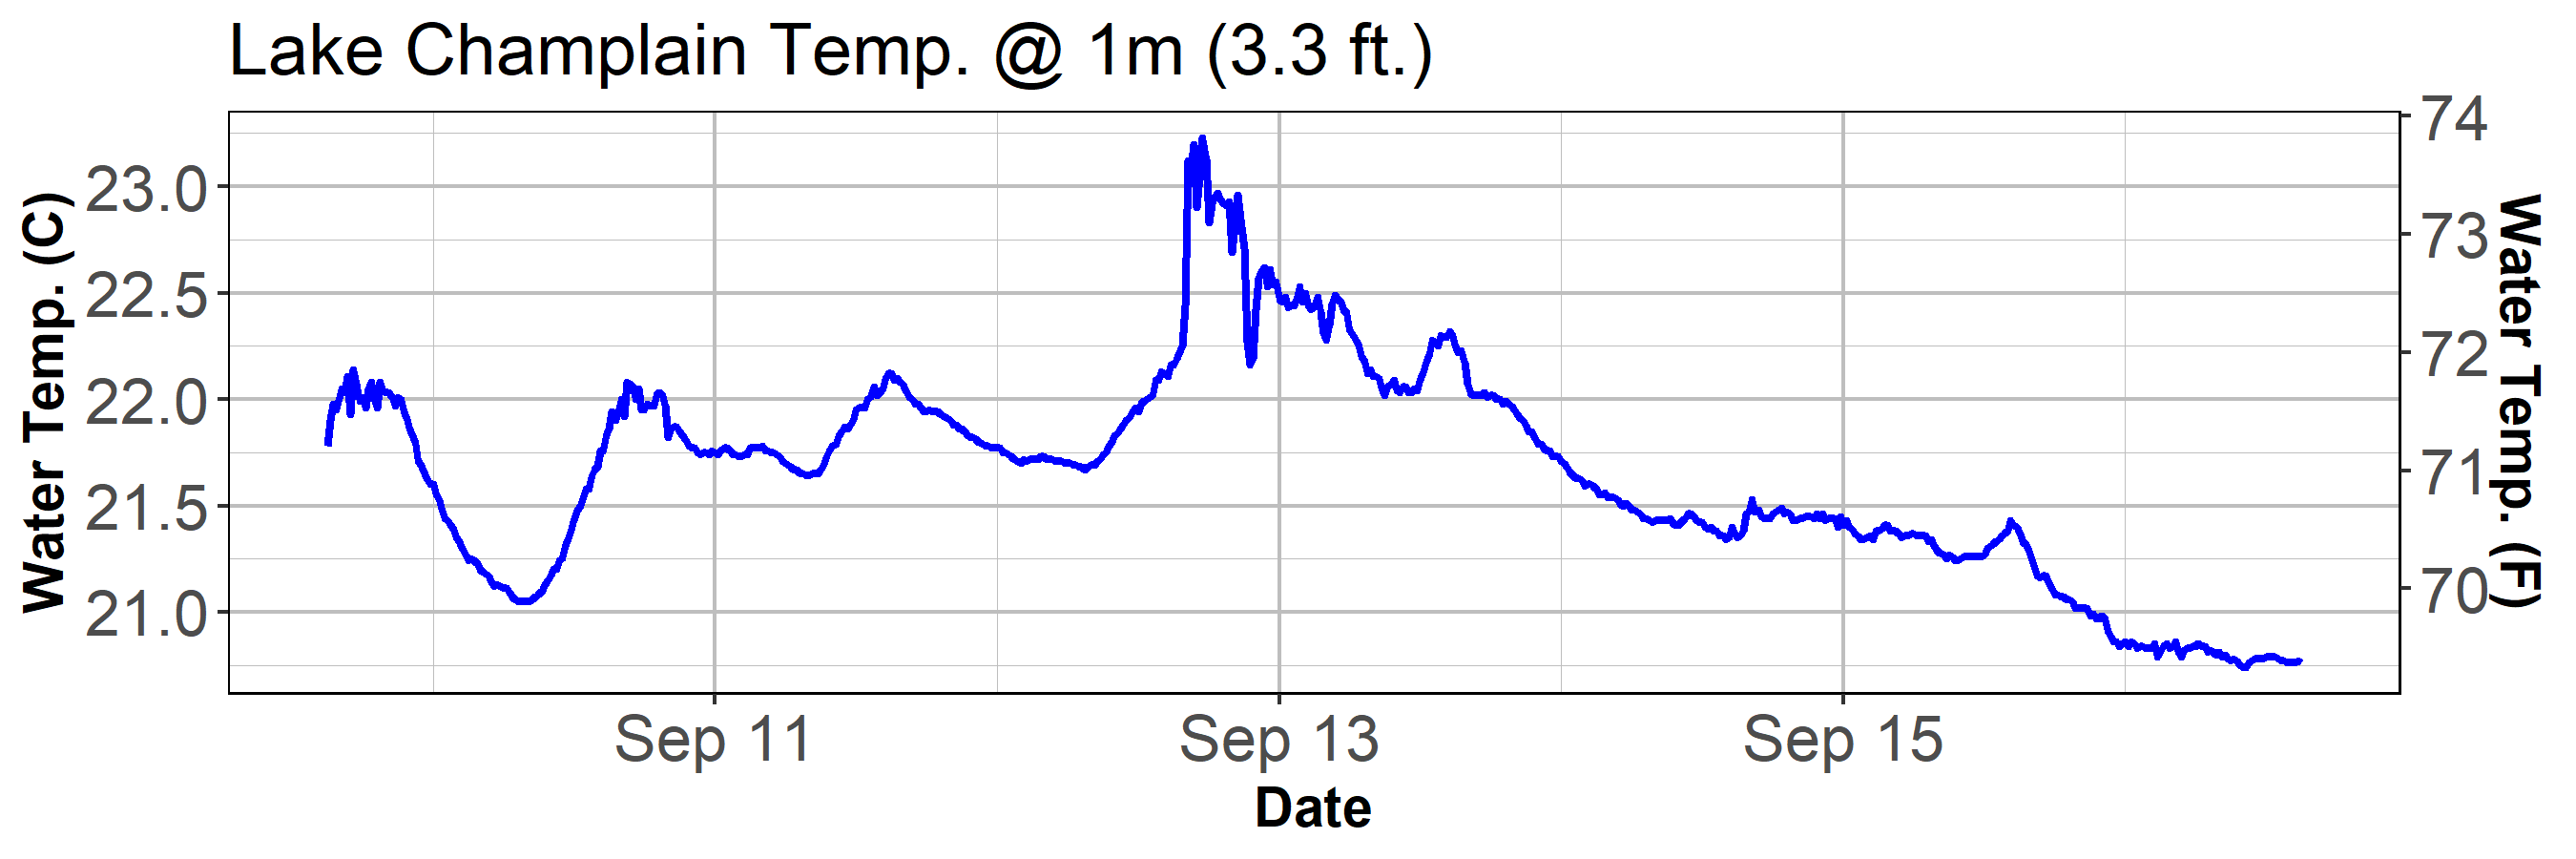 Lake Champlain Temp. @ 1m (3.3 ft.)
Water Temp. (C)
23.0
22.5
22.0
21.5
21.0
74
73
72
71
70
Water Temp. (F)
Sep 11
Sep 13
Sep 15
Date